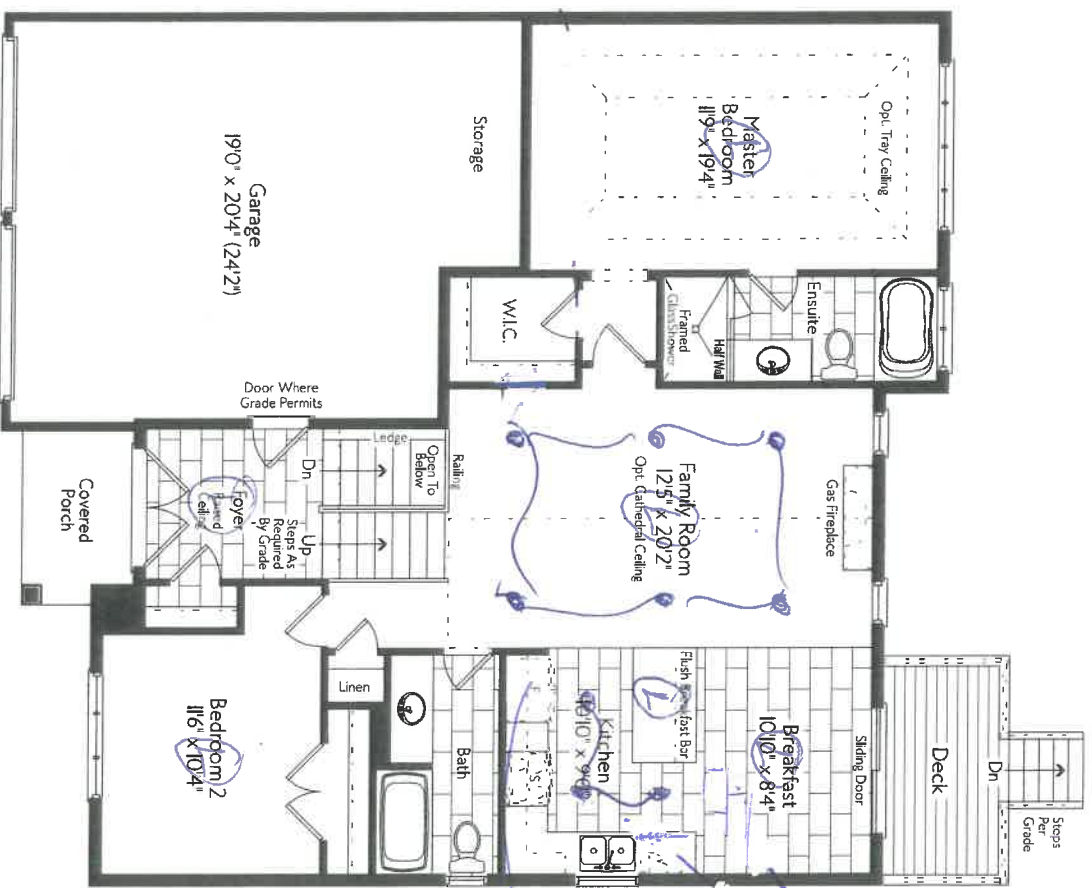 Opt. Tray Ceiling
Master
Bedroom
11'9" x 19'4"
Storage
Garage
19'0" x 20'4" (24'2")
W.I.C.
Ensuite
Framed
Glass Shower
Half Wall
Door Where
Grade Permits
Ledge
Open To
Below
Railing
Dn
Up
Steps As
Required
By Grade
Foyer
Raised
Ceiling
Covered
Porch
Gas Fireplace
Family Room
12'5" x 20'2"
Opt. Cathedral Ceiling
Flush Breakfast Bar
L
Kitchen
Breakfast
10'10" x 8'4"
Sliding Door
Deck
Dn
Steps
Per
Grade
F
S
Linen
Bath
Bedroom 2
11'6" x 10'4"